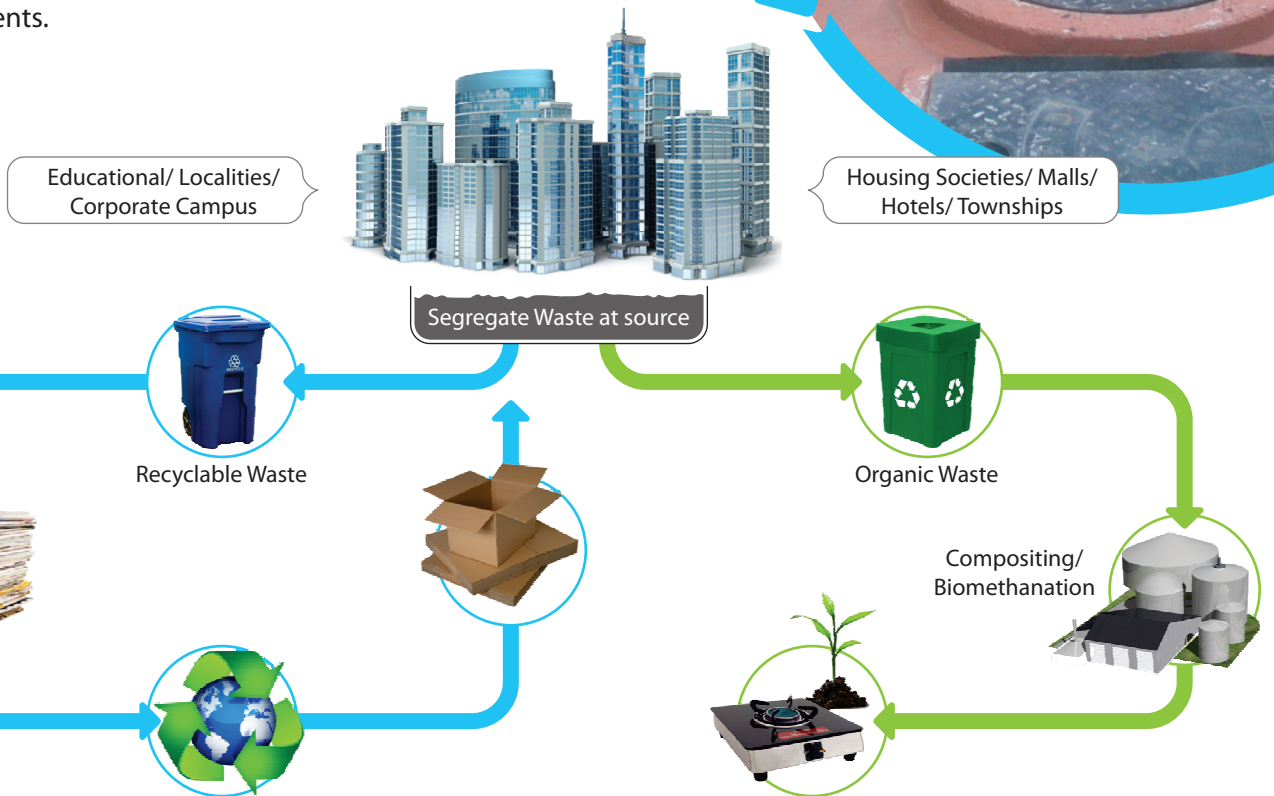 ents.
Educational/ Localities/
Corporate Campus
Housing Societies/ Malls/
Hotels/ Townships
Segregate Waste at source
RECYCLE
Recyclable Waste
Organic Waste
Compositing/
Biomethanation